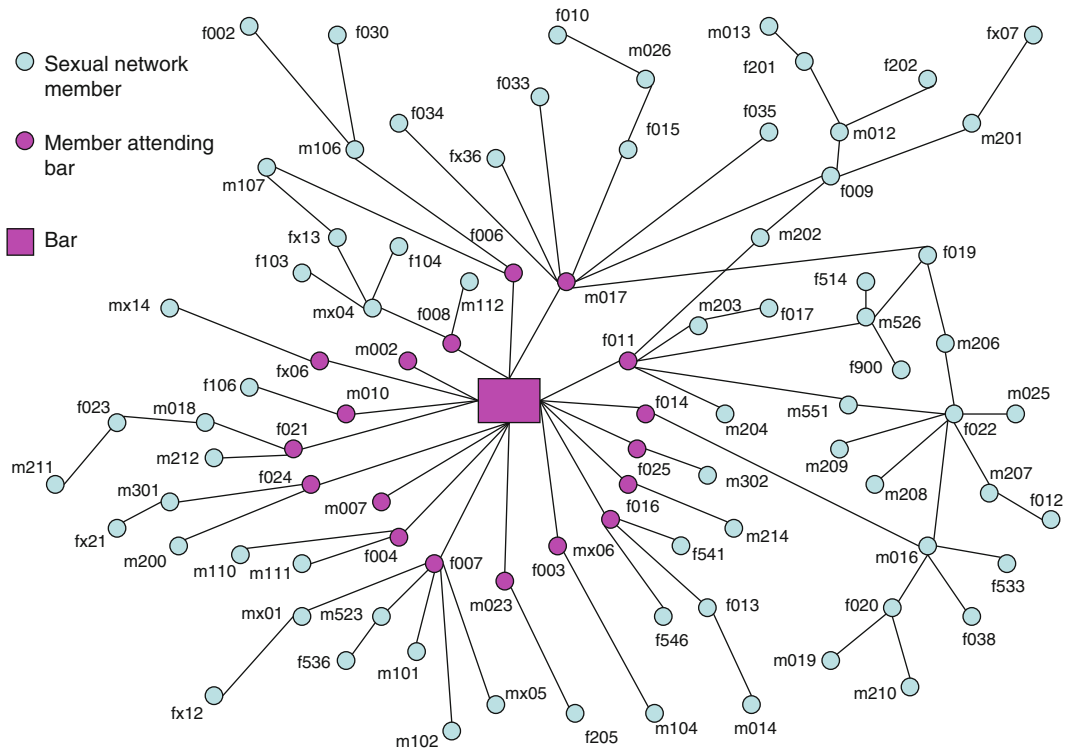 f002
f030
f010
m013
fx07
Sexual network
member
m026
f201
f202
f033
f034
f035
Member attending
bar
m106
fx36
f015
m012
m201
m107
f009
Bar
fx13
f006
m202
f103
f104
m017
f019
f514
mx14
mx04
f008
m112
m203
f017
m526
m002
f011
m206
fx06
f900
f106
m010
f014
m551
m025
f023
m018
f021
m204
f022
m212
f025
m209
m211
f024
m302
m208
m207
m301
m007
f016
f012
fx21
m200
m214
m110
m111
f004
f007
f003
mx06
f541
m016
f533
m023
mx01
m523
f013
f020
f038
f536
m101
f546
m019
fx12
mx05
m210
m102
f205
m104
m014